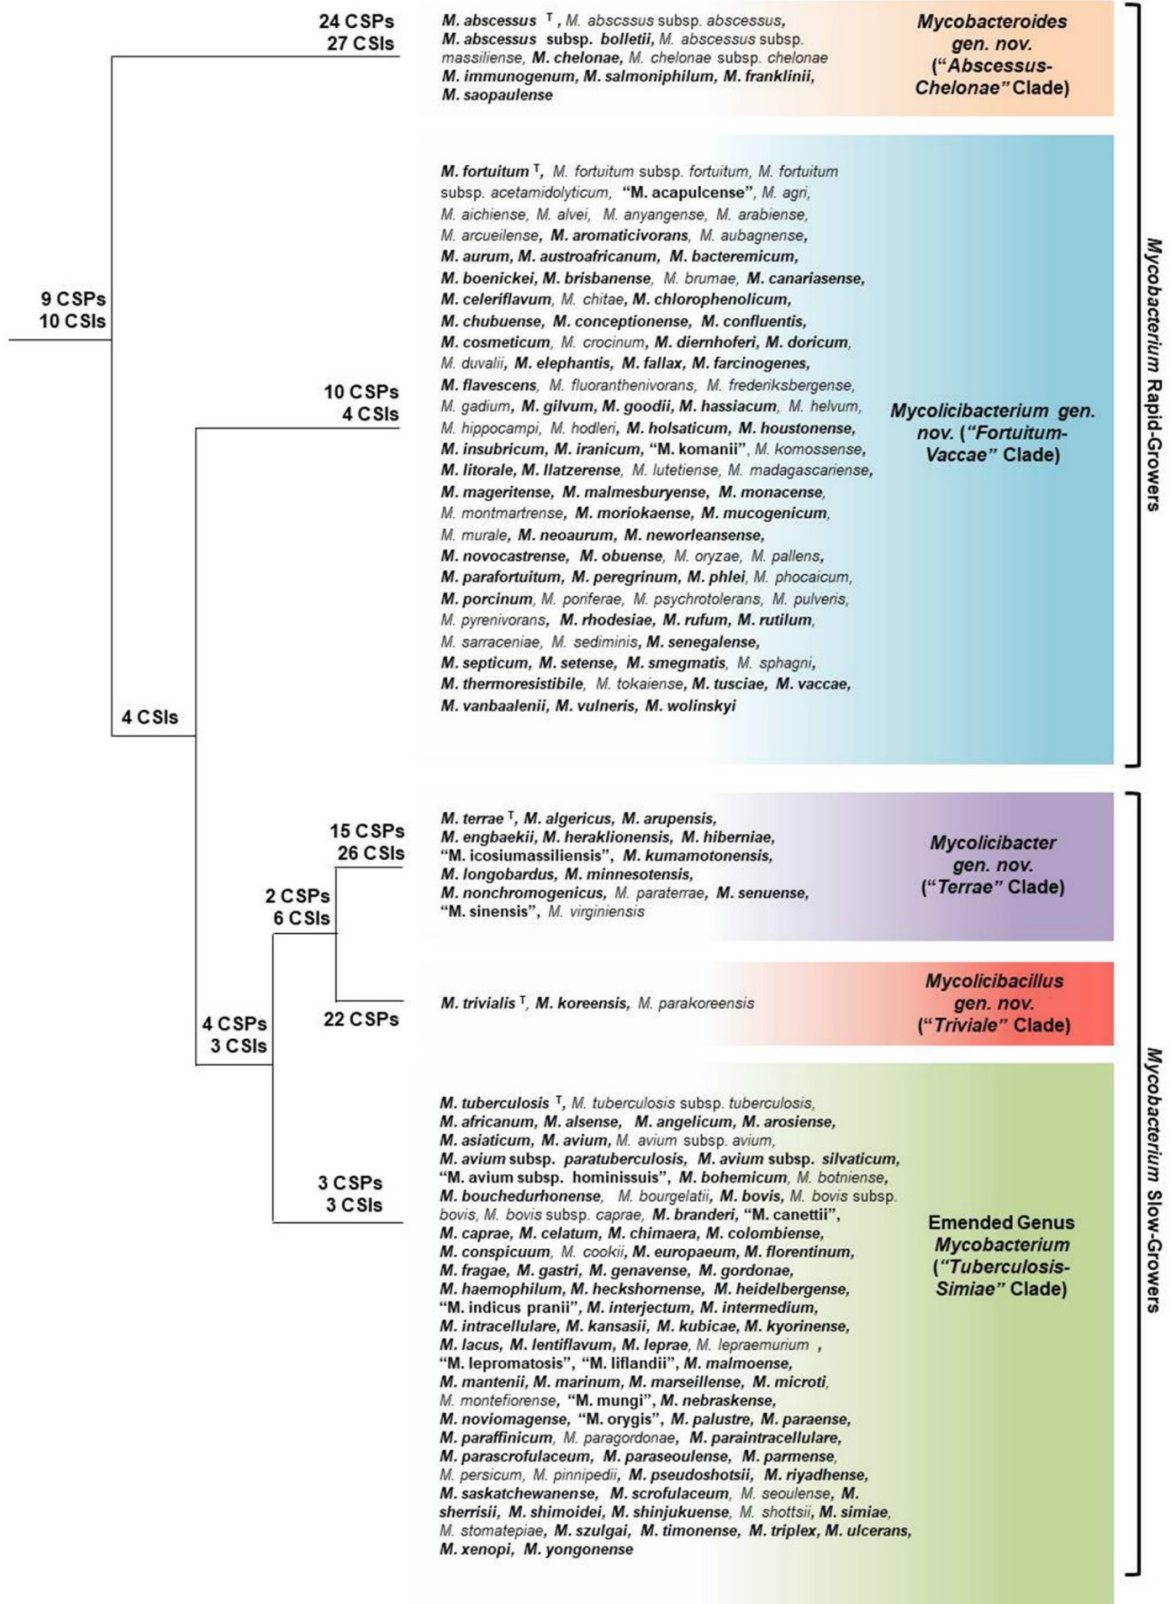 24 CSPs
27 CSIs
M. abscessus T, M. abscssus subsp. abscessus,
M. abscessus subsp. bolletii, M. abscessus subsp.
massiliense, M. chelonae, M. chelonae subsp. chelonae
M. immunogenum, M. salmoniphilum, M. franklinii,
M. saopaulense
Mycobacteroides
gen. nov.
("Abscessus-
Chelonae" Clade)
9 CSPs
10 CSIs
10 CSPs
4 CSIs
M. fortuitum T, M. fortuitum subsp. fortuitum, M. fortuitum
subsp. acetamidolyticum, "M. acapulcense", M. agri,
M. aichiense, M. alvei, M. anyangense, M. arabiense,
M. arcueilense, M. aromaticivorans, M. aubagnense,
M. aurum, M. austroafricanum, M. bacteremicum,
M. boenickei, M. brisbanense, M. brumae, M. canariasense,
M. celeriflavum, M. chitae, M. chlorophenolicum,
M. chubuense, M. conceptionense, M. confluentis,
M. cosmeticum, M. crocinum, M. diernhoferi, M. doricum,
M. duvalii, M. elephantis, M. fallax, M. farcinogenes,
M. flavescens, M. fluoranthenivorans, M. frederiksbergense,
M. gadium, M. gilvum, M. goodii, M. hassiacum, M. helvum,
M. hippocampi, M. hodleri, M. holsaticum, M. houstonense,
M. insubricum, M. iranicum, "M. komanii", M. komossense,
M. litorale, M. llatzerense, M. lutetiense, M. madagascariense,
M. mageritense, M. malmesburyense, M. monacense,
M. montmartrense, M. moriokaense, M. mucogenicum,
M. murale, M. neoaurum, M. neworleansense,
M. novocastrense, M. obuense, M. oryzae, M. pallens,
M. parafortuitum, M. peregrinum, M. phlei, M. phocaicum,
M. porcinum, M. poriferae, M. psychrotolerans, M. pulveris,
M. pyrenivorans, M. rhodesiae, M. rufum, M. rutilum,
M. sarraceniae, M. sediminis, M. senegalense,
M. septicum, M. setense, M. smegmatis, M. sphagni,
M. thermoresistibile, M. tokaiense, M. tusciae, M. vaccae,
M. vanbaalenii, M. vulneris, M. wolinskyi
Mycolicibacterium gen.
nov. ("Fortuitum-
Vaccae" Clade)
Mycobacterium Rapid-Growers
4 CSIs
15 CSPs
26 CSIs
M. terrae T, M. algericus, M. arupensis,
M. engbaekii, M. heraklionensis, M. hiberniae,
"M. icosiumassiliensis", M. kumamotonensis,
M. longobardus, M. minnesotensis,
M. nonchromogenicus, M. paraterrae, M. senuense,
"M. sinensis", M. virginiensis
Mycolicibacter
gen. nov.
("Terrae" Clade)
2 CSPs
6 CSIs
22 CSPs
M. trivialis T, M. koreensis, M. parakoreensis
Mycolicibacillus
gen. nov.
("Triviale" Clade)
4 CSPs
3 CSIs
3 CSPs
3 CSIs
M. tuberculosis T, M. tuberculosis subsp. tuberculosis,
M. africanum, M. alsense, M. angelicum, M. arosiense,
M. asiaticum, M. avium, M. avium subsp. avium,
M. avium subsp. paratuberculosis, M. avium subsp. silvaticum,
"M. avium subsp. hominissuis", M. bohemicum, M. botniense,
M. bouchedurhonense, M. bourgelatii, M. bovis, M. bovis subsp.
bovis, M. bovis subsp. caprae, M. branderi, "M. canettii",
M. caprae, M. celatum, M. chimaera, M. colombiense,
M. conspicuum, M. cookii, M. europaeum, M. florentinum,
M. fragae, M. gastri, M. genavense, M. gordonae,
M. haemophilum, M. heckshornense, M. heidelbergense,
"M. indicus pranii", M. interjectum, M. intermedium,
M. intracellulare, M. kansasii, M. kubicae, M. kyorinense,
M. lacus, M. lentiflavum, M. leprae, M. lepraemurium ,
"M. lepromatosis", "M. liflandii", M. malmoense,
M. mantenii, M. marinum, M. marseillense, M. microti,
M. montefiorense, "M. mungi", M. nebraskense,
M. noviomagense, "M. orygis", M. palustre, M. paraense,
M. paraffinicum, M. paragordonae, M. paraintracellulare,
M. parascrofulaceum, M. paraseoulense, M. parmense,
M. persicum, M. pinnipedii, M. pseudoshotsii, M. riyadhense,
M. saskatchewanense, M. scrofulaceum, M. seoulense, M.
sherrisii, M. shimoidei, M. shinjukuense, M. shottsii, M. simiae,
M. stomatepiae, M. szulgai, M. timonense, M. triplex, M. ulcerans,
M. xenopi, M. yongonense
Emended Genus
Mycobacterium
("Tuberculosis-
Simiae" Clade)
Mycobacterium Slow-Growers